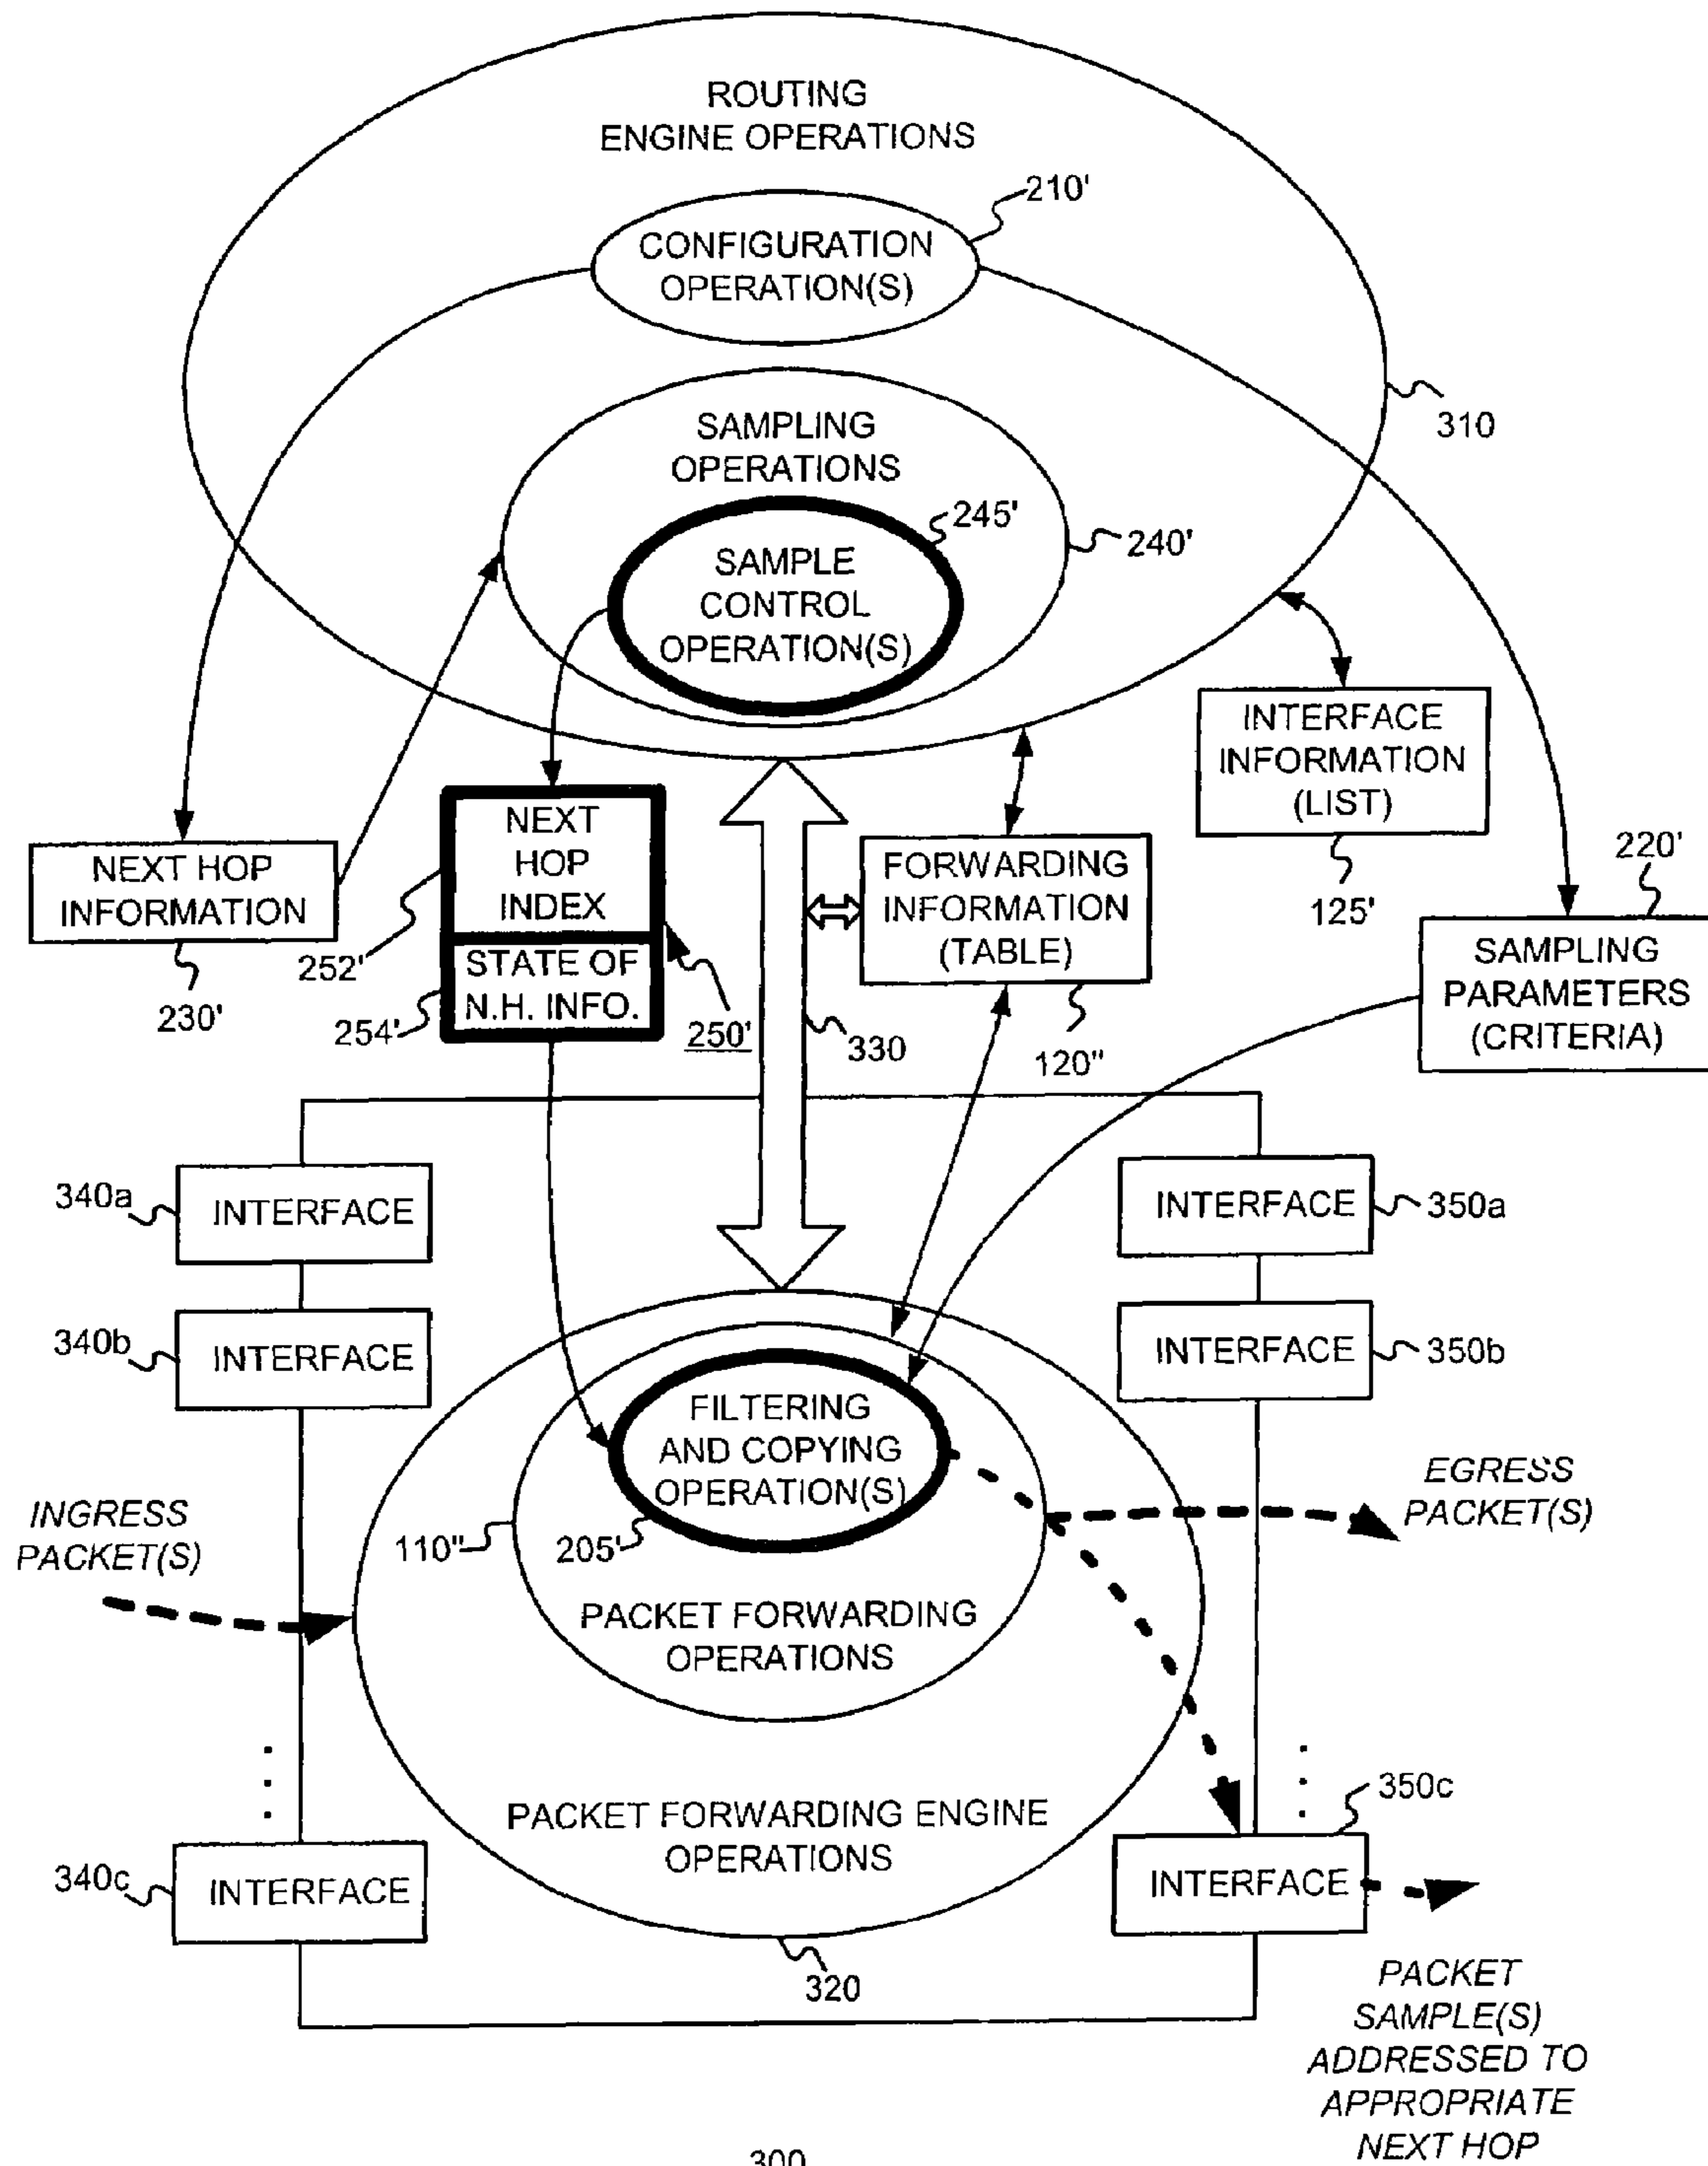 ROUTING
ENGINE OPERATIONS
210'
CONFIGURATION
OPERATION(S)
310
SAMPLING
OPERATIONS
245'
240'
SAMPLE
CONTROL
OPERATION(S)
INTERFACE
INFORMATION
(LIST)
125'
NEXT HOP
INFORMATION
230'
NEXT
HOP
INDEX
252'
STATE OF
N.H. INFO.
254'
250'
330
FORWARDING
INFORMATION
(TABLE)
120"
220'
SAMPLING
PARAMETERS
(CRITERIA)
340a
INTERFACE
INTERFACE
350a
340b
INTERFACE
INTERFACE
350b
FILTERING
AND COPYING
OPERATION(S)
110"
205'
INGRESS
PACKET(S)
EGRESS
PACKET(S)
PACKET FORWARDING
OPERATIONS
PACKET FORWARDING ENGINE
OPERATIONS
350c
340c
INTERFACE
INTERFACE
320
PACKET
SAMPLE(S)
ADDRESSED TO
APPROPRIATE
NEXT HOP
300